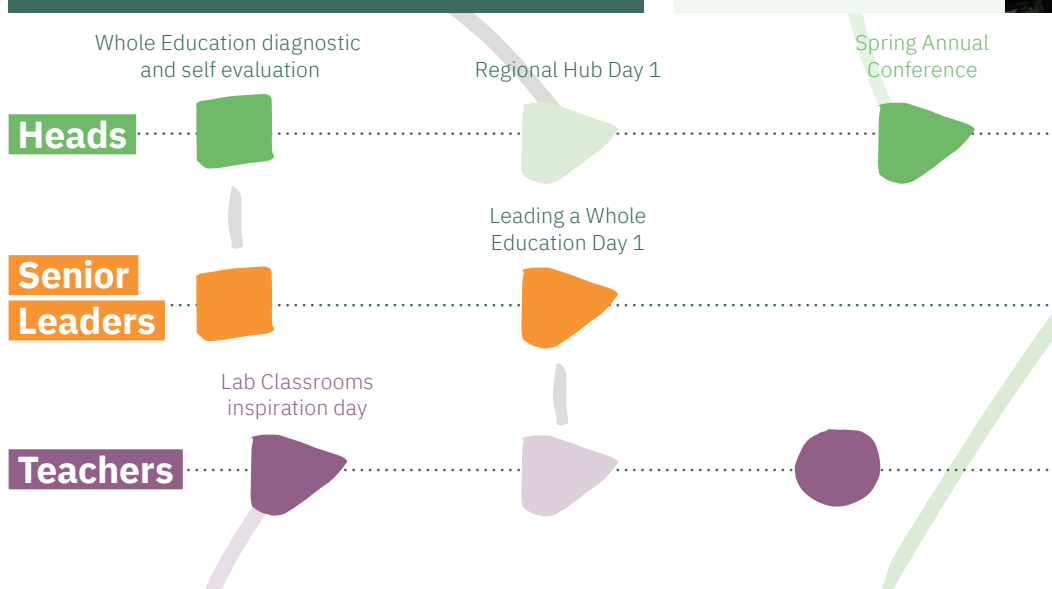 Whole Education diagnostic
and self evaluation
Regional Hub Day 1
Spring Annual
Conference
Heads
Leading a Whole
Education Day 1
Senior
Leaders
Lab Classrooms
inspiration day
Teachers